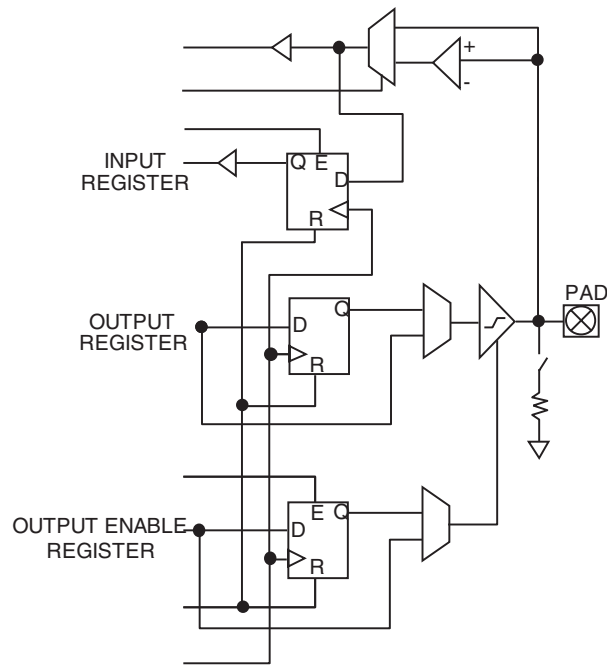 +
-
INPUT
REGISTER
Q E
D
R
PAD
OUTPUT
REGISTER
Q
D
R
OUTPUT ENABLE
REGISTER
E Q
D
R